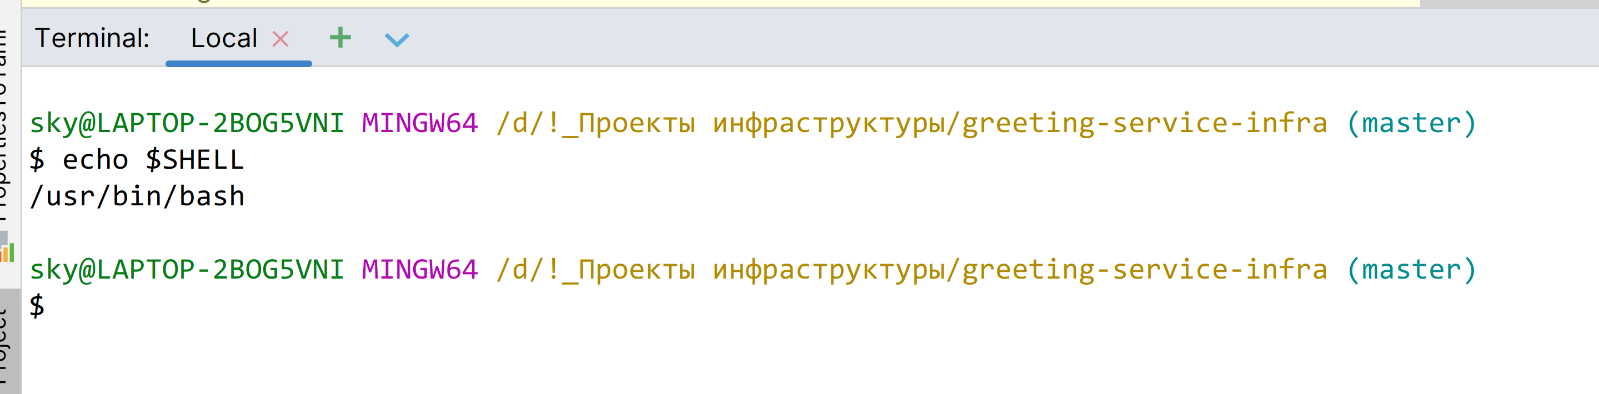 Terminal: Local
sky@LAPTOP-2BOG5VNI MINGW64 /d/!_Проекты инфраструктуры/greeting-service-infra (master)
$ echo $SHELL
/usr/bin/bash
sky@LAPTOP-2BOG5VNI MINGW64 /d/!_Проекты инфраструктуры/greeting-service-infra (master)
$
Project